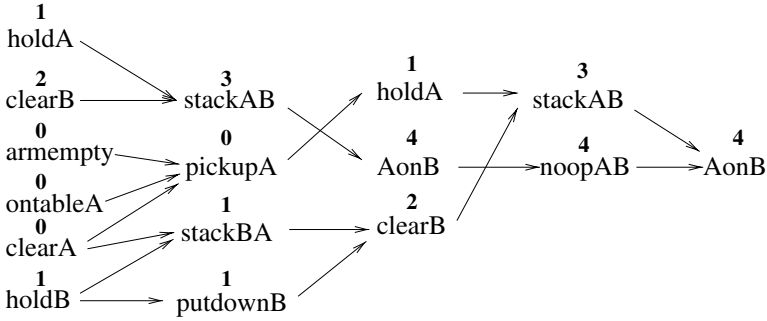 1
holdA
2
clearB
0
armempty
0
ontableA
0
clearA
1
holdB
3
stackAB
0
pickupA
1
stackBA
1
putdownB
1
holdA
4
AonB
2
clearB
3
stackAB
4
noopAB
4
AonB